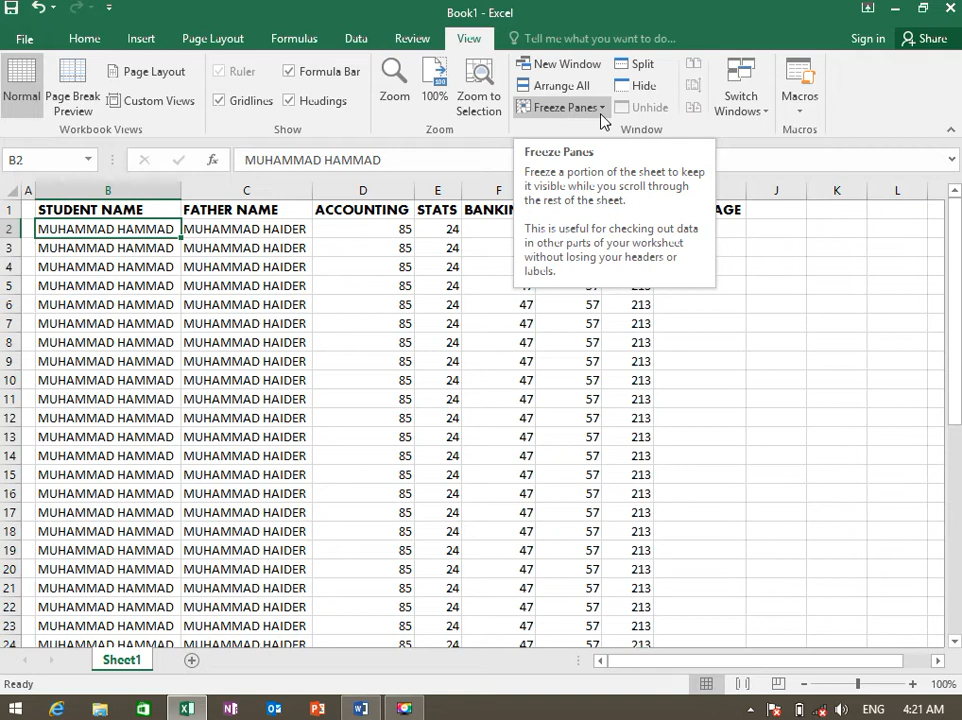 Book1 - Excel
File Home Insert Page Layout Formulas Data Review View Tell me what you want to do... Sign in Share
Normal
Page Break
Preview
Page Layout
Custom Views
Workbook Views
Ruler
Formula Bar
Gridlines
Headings
Show
Zoom
100%
100
Zoom to
Selection
Zoom
New Window
Arrange All
Freeze Panes
Split
Hide
Unhide
Window
Switch
Windows
Macros
Macros
B2 fx MUHAMMAD HAMMAD
Freeze Panes
Freeze a portion of the sheet to keep
it visible while you scroll through
the rest of the sheet.
This is useful for checking out data
in other parts of your worksheet
without losing your headers or
labels.
A B C D E F J K L
1 STUDENT NAME FATHER NAME ACCOUNTING STATS
2 MUHAMMAD HAMMAD MUHAMMAD HAIDER 85 24
3 MUHAMMAD HAMMAD MUHAMMAD HAIDER 85 24
4 MUHAMMAD HAMMAD MUHAMMAD HAIDER 85 24
5 MUHAMMAD HAMMAD MUHAMMAD HAIDER 85 24
6 MUHAMMAD HAMMAD MUHAMMAD HAIDER 85 24 47 57 213
7 MUHAMMAD HAMMAD MUHAMMAD HAIDER 85 24 47 57 213
8 MUHAMMAD HAMMAD MUHAMMAD HAIDER 85 24 47 57 213
9 MUHAMMAD HAMMAD MUHAMMAD HAIDER 85 24 47 57 213
10 MUHAMMAD HAMMAD MUHAMMAD HAIDER 85 24 47 57 213
11 MUHAMMAD HAMMAD MUHAMMAD HAIDER 85 24 47 57 213
12 MUHAMMAD HAMMAD MUHAMMAD HAIDER 85 24 47 57 213
13 MUHAMMAD HAMMAD MUHAMMAD HAIDER 85 24 47 57 213
14 MUHAMMAD HAMMAD MUHAMMAD HAIDER 85 24 47 57 213
15 MUHAMMAD HAMMAD MUHAMMAD HAIDER 85 24 47 57 213
16 MUHAMMAD HAMMAD MUHAMMAD HAIDER 85 24 47 57 213
17 MUHAMMAD HAMMAD MUHAMMAD HAIDER 85 24 47 57 213
18 MUHAMMAD HAMMAD MUHAMMAD HAIDER 85 24 47 57 213
19 MUHAMMAD HAMMAD MUHAMMAD HAIDER 85 24 47 57 213
20 MUHAMMAD HAMMAD MUHAMMAD HAIDER 85 24 47 57 213
21 MUHAMMAD HAMMAD MUHAMMAD HAIDER 85 24 47 57 213
22 MUHAMMAD HAMMAD MUHAMMAD HAIDER 85 24 47 57 213
23 MUHAMMAD HAMMAD MUHAMMAD HAIDER 85 24 47 57 213
24 MUHAMMAD HAMMAD MUHAMMAD HAIDER 85 24 47 57 213
Sheet1
Ready 100%
ENG 4:21 AM